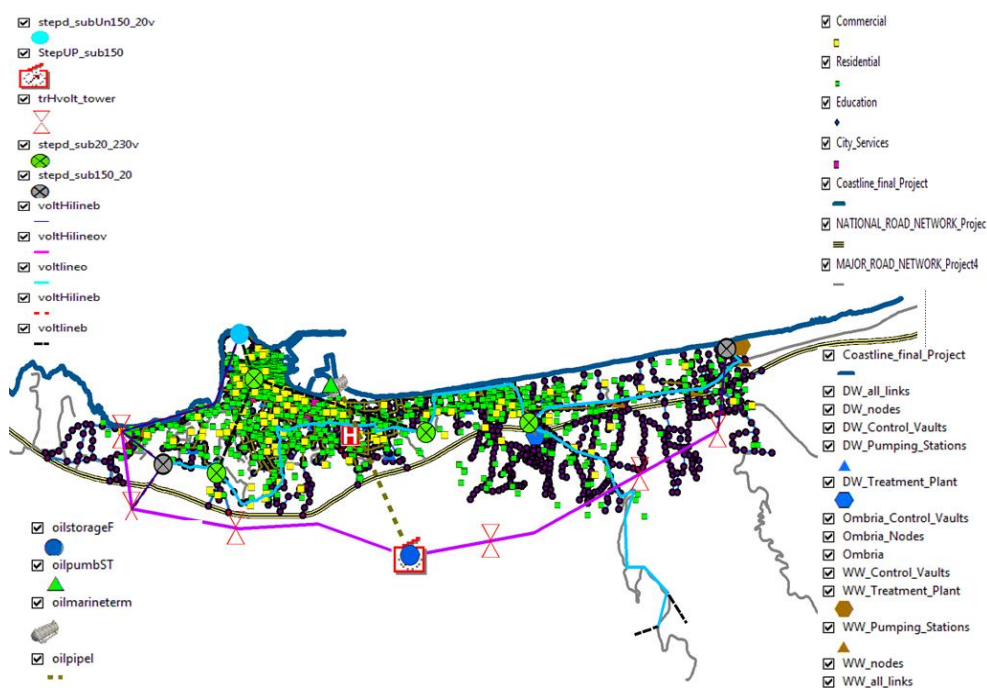 stepd_subUn150_20v
StepUP_sub150
trHvolt_tower
stepd_sub20_230v
stepd_sub150_20
voltHilineb
voltHilineov
voltlineo
voltHilineb
voltlineb
Commercial
Residential
Education
City_Services
Coastline_final_Project
NATIONAL_ROAD_NETWORK_Projec
MAJOR_ROAD_NETWORK_Project4
H
oilstorageF
oilpumbST
oilmarineterm
oilpipel
Coastline_final_Project
DW_all_links
DW_nodes
DW_Control_Vaults
DW_Pumping_Stations
DW_Treatment_Plant
Ombria_Control_Vaults
Ombria_Nodes
Ombria
WW_Control_Vaults
WW_Treatment_Plant
WW_Pumping_Stations
WW_nodes
WW_all_links